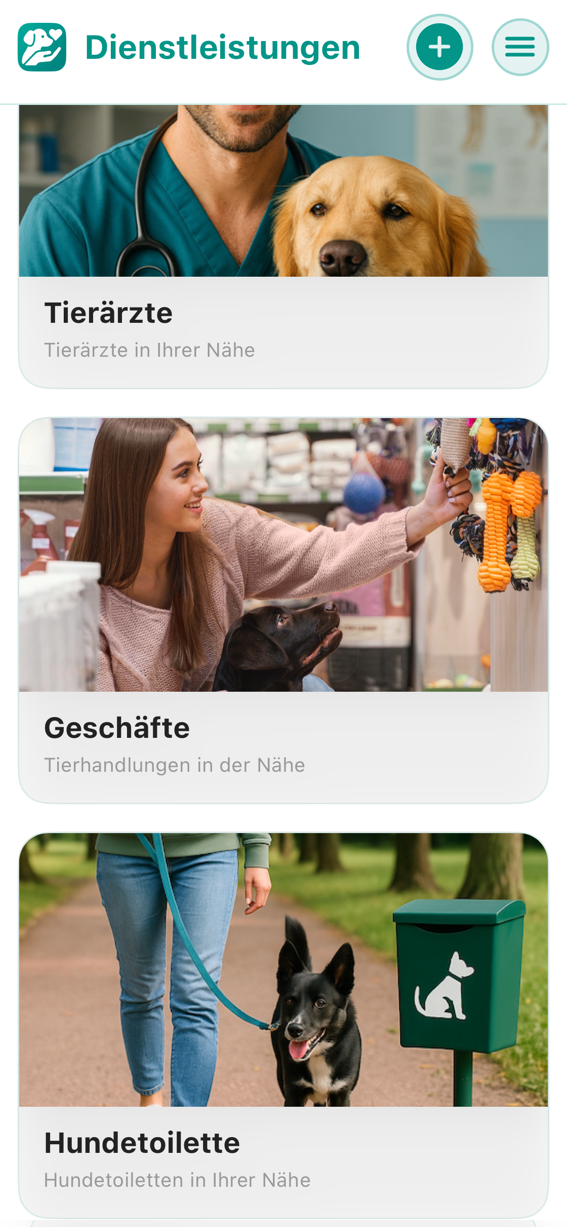 Dienstleistungen
Tierärzte
Tierärzte in Ihrer Nähe
Geschäfte
Tierhandlungen in der Nähe
Hundetoilette
Hundetoiletten in Ihrer Nähe